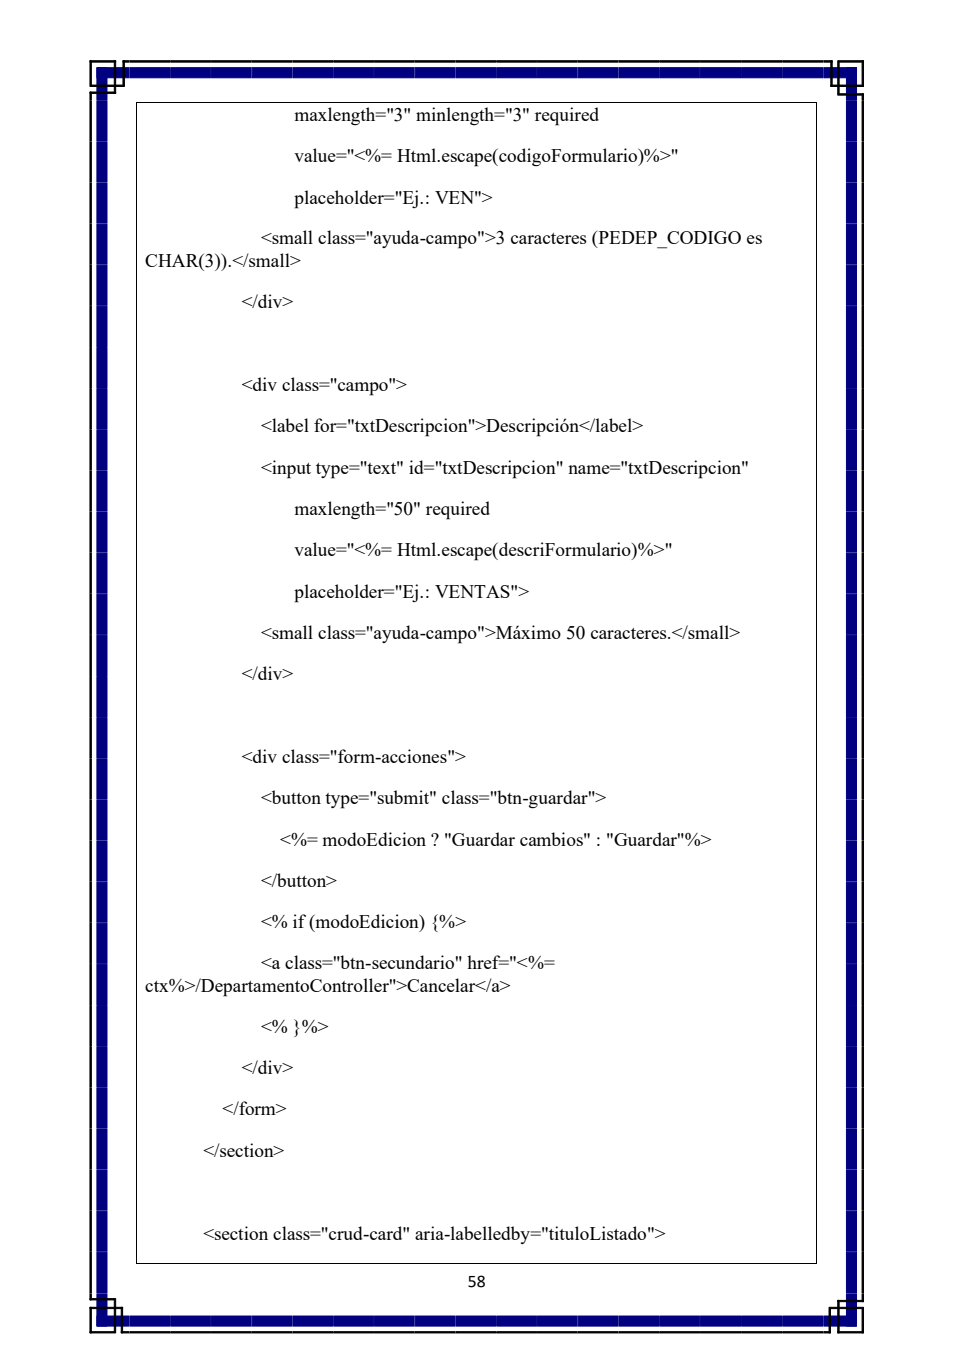 maxlength="3" minlength="3" required
value="<%= Html.escape(codigoFormulario)%>"
placeholder="Ej.: VEN">
<small class="ayuda-campo">3 caracteres (PEDEP_CODIGO es
CHAR(3)).</small>
</div>
<div class="campo">
<label for="txtDescripcion">Descripción</label>
<input type="text" id="txtDescripcion" name="txtDescripcion"
maxlength="50" required
value="<%= Html.escape(descriFormulario)%>"
placeholder="Ej.: VENTAS">
<small class="ayuda-campo">Máximo 50 caracteres.</small>
</div>
<div class="form-acciones">
<button type="submit" class="btn-guardar">
<%= modoEdicion ? "Guardar cambios" : "Guardar"%>
</button>
<% if (modoEdicion) {%>
<a class="btn-secundario" href="<%=
ctx%>/DepartamentoController">Cancelar</a>
<% }%>
</div>
</form>
</section>
<section class="crud-card" aria-labelledby="tituloListado">
58